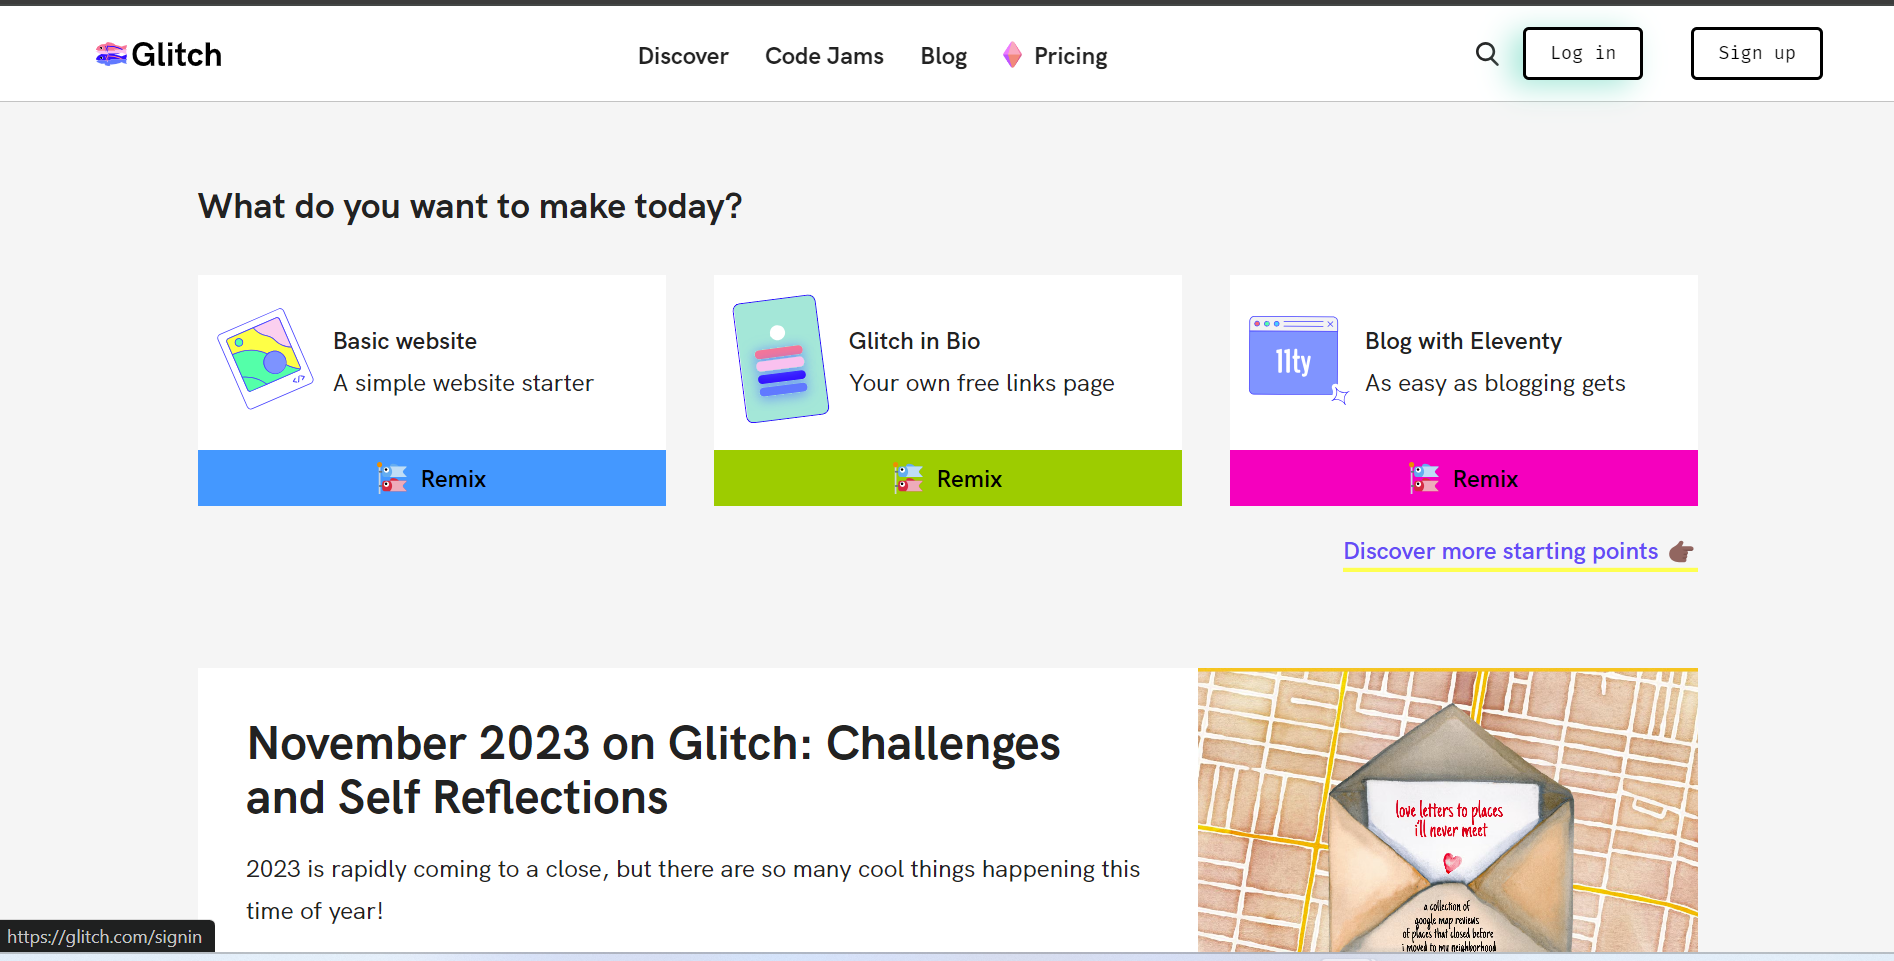 Glitch
Discover
Code Jams
Blog
Pricing
Log in
Sign up
What do you want to make today?
Basic website
A simple website starter
Remix
Glitch in Bio
Your own free links page
Remix
11ty
Blog with Eleventy
As easy as blogging gets
Remix
Discover more starting points
November 2023 on Glitch: Challenges
and Self Reflections
2023 is rapidly coming to a close, but there are so many cool things happening this
time of year!
love letters to places
i'll never meet
a collection of
google map reviews
of places that closed before
i moved to my neighborhood
https://glitch.com/signin